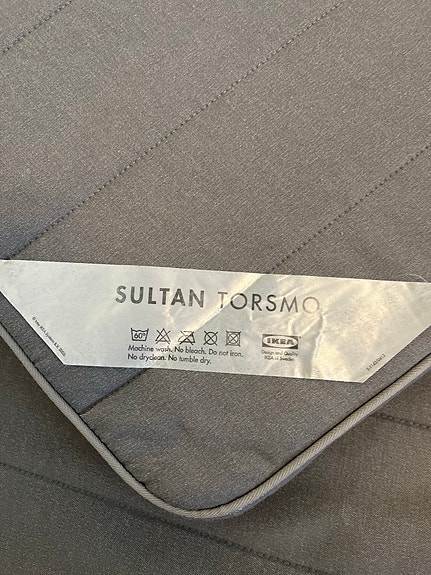 SULTAN TORSMO
60°
Machine wash. No bleach. Do not iron.
No dryclean. No tumble dry.
IKEA
Design and Quality
IKEA of Sweden